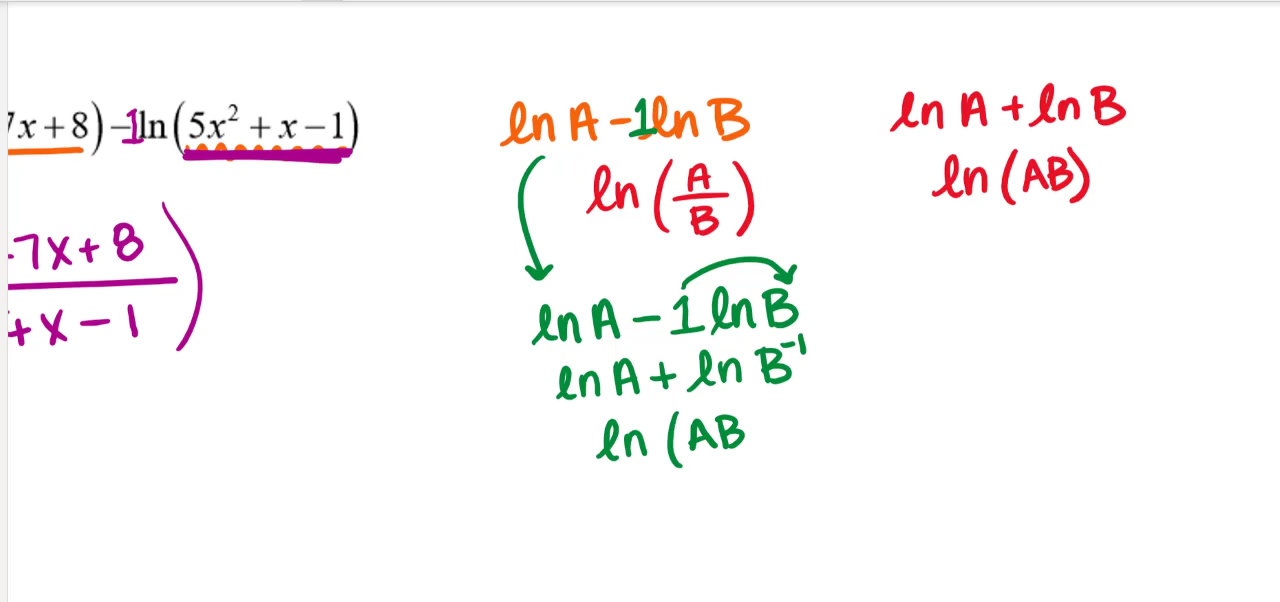 7x+8) -1ln(5x² + x − 1)
-7x+8
+x-1
)
ln A - 1ln B
ln (A/B)
ln A - 1 ln B
ln A + ln B⁻¹
ln (AB
ln A + ln B
ln (AB)